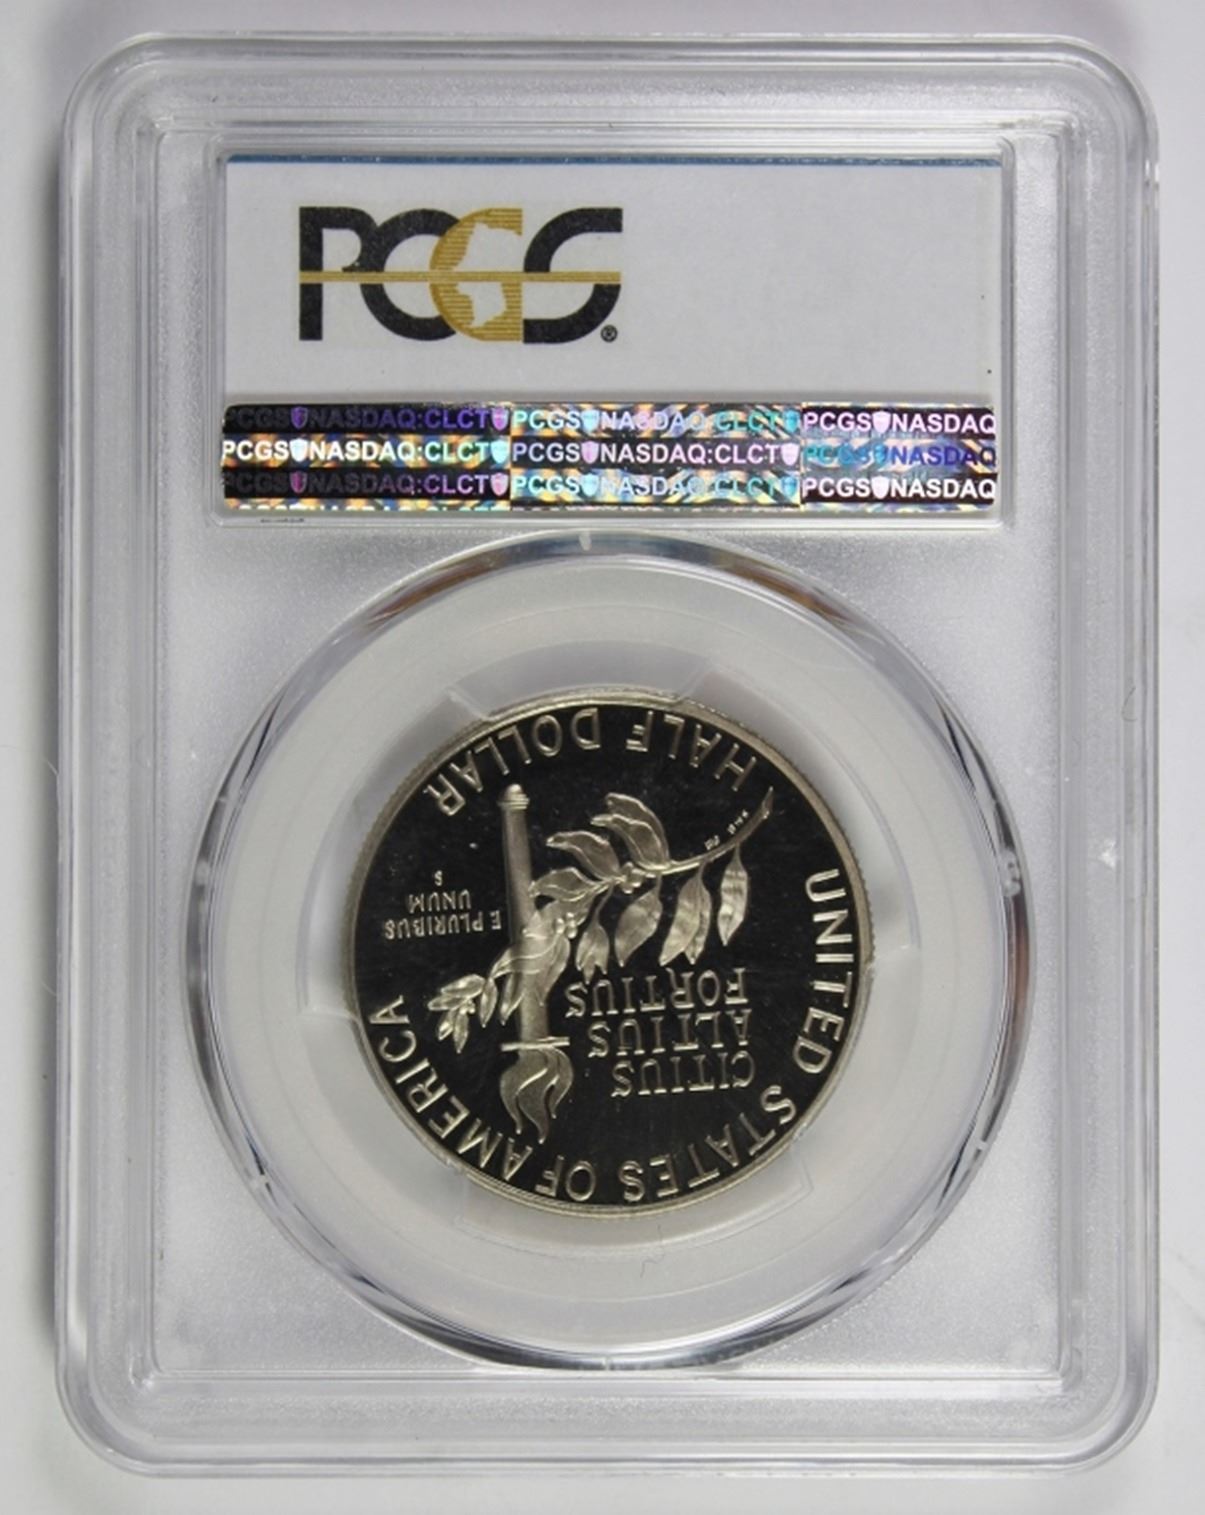 PCGS®
PCGS NASDAQ:CLCT PCGS NASDAQ:CLCT PCGS NASDAQ
PCGS NASDAQ:CLCT PCGS NASDAQ:CLCT PCGS NASDAQ
PCGS NASDAQ:CLCT PCGS NASDAQ:CLCT PCGS NASDAQ
UNITED STATES OF AMERICA
CITIUS
ALTIUS
FORTIUS
E PLURIBUS
UNUM
S
HALF DOLLAR